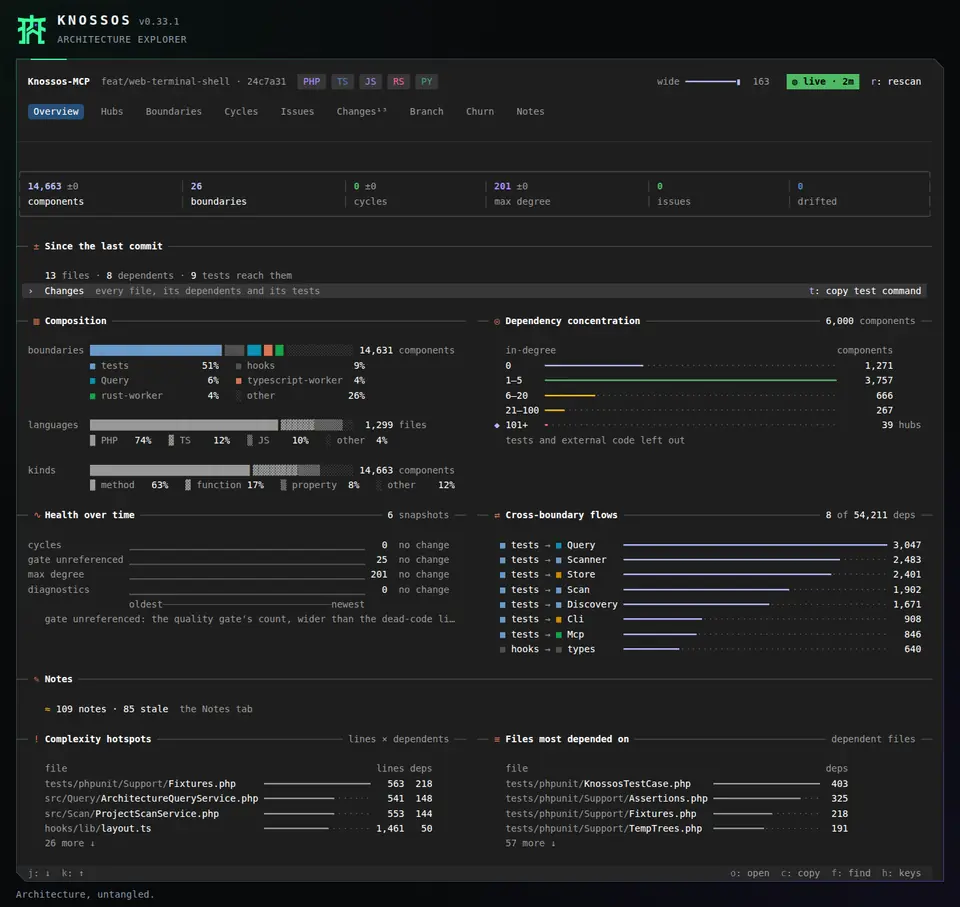 KNOSSOS v0.33.1
ARCHITECTURE EXPLORER
Knossos-MCP feat/web-terminal-shell · 24c7a31 PHP TS JS RS PY wide 163 ◎ live · 2m r: rescan
Overview Hubs Boundaries Cycles Issues Changes¹³ Branch Churn Notes
14,663 ±0 26 0 ±0 201 ±0 0 0
components boundaries cycles max degree issues drifted
± Since the last commit
13 files · 8 dependents · 9 tests reach them
› Changes every file, its dependents and its tests t: copy test command
Composition
boundaries 14,631 components
tests 51% hooks 9%
Query 6% typescript-worker 4%
rust-worker 4% other 26%
languages 1,299 files
PHP 74% TS 12% JS 10% other 4%
kinds 14,663 components
method 63% function 17% property 8% other 12%
◎ Dependency concentration 6,000 components
in-degree components
0 1,271
1–5 3,757
6–20 666
21–100 267
◆ 101+ 39 hubs
tests and external code left out
∿ Health over time 6 snapshots
cycles 0 no change
gate unreferenced 25 no change
max degree 201 no change
diagnostics 0 no change
oldest newest
gate unreferenced: the quality gate's count, wider than the dead-code li…
⇄ Cross-boundary flows 8 of 54,211 deps
tests → Query 3,047
tests → Scanner 2,483
tests → Store 2,401
tests → Scan 1,902
tests → Discovery 1,671
tests → Cli 908
tests → Mcp 846
hooks → types 640
✎ Notes
≈ 109 notes · 85 stale the Notes tab
! Complexity hotspots lines × dependents
file lines deps
tests/phpunit/Support/Fixtures.php 563 218
src/Query/ArchitectureQueryService.php 541 148
src/Scan/ProjectScanService.php 553 144
hooks/lib/layout.ts 1,461 50
26 more ↓
≡ Files most depended on dependent files
file deps
tests/phpunit/KnossosTestCase.php 403
tests/phpunit/Support/Assertions.php 325
tests/phpunit/Support/Fixtures.php 218
tests/phpunit/Support/TempTrees.php 191
57 more ↓
j: ↓ k: ↑ o: open c: copy f: find h: keys
Architecture, untangled.